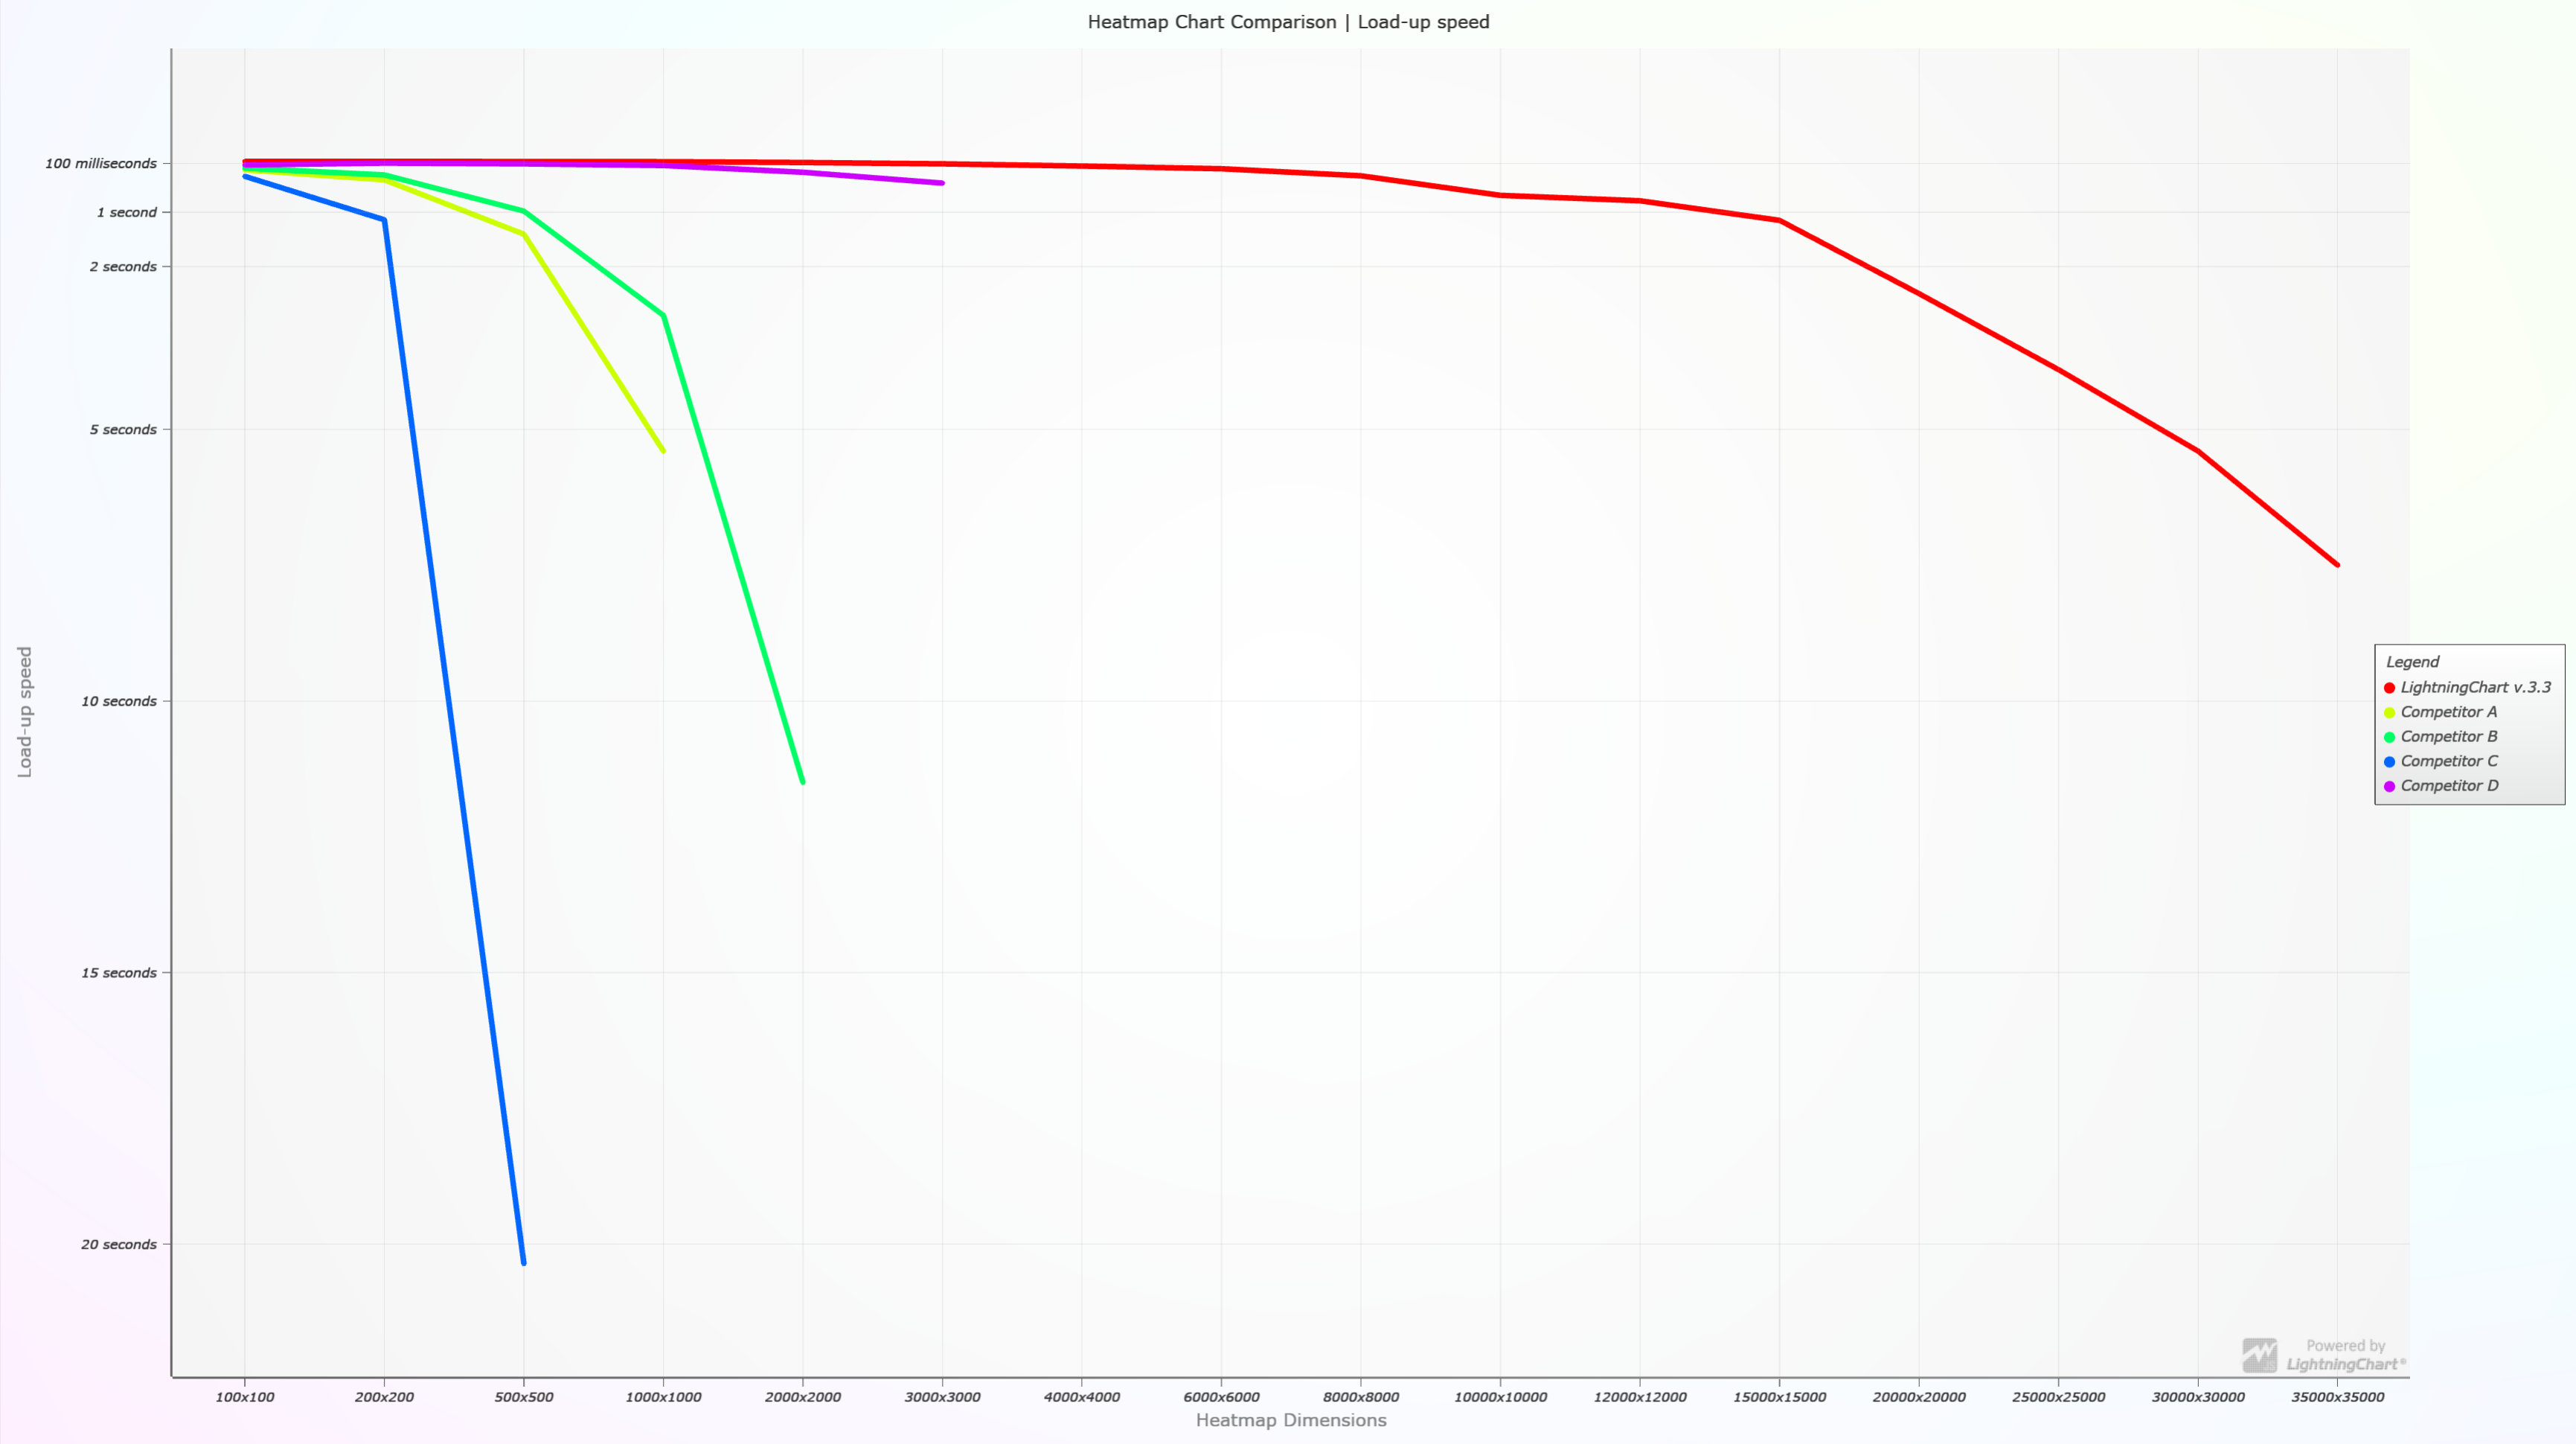 Heatmap Chart Comparison | Load-up speed
100 milliseconds
1 second
2 seconds
5 seconds
10 seconds
15 seconds
20 seconds
Load-up speed
Legend
LightningChart v.3.3
Competitor A
Competitor B
Competitor C
Competitor D
Powered by
LightningChart®
100x100 200x200 500x500 1000x1000 2000x2000 3000x3000 4000x4000 6000x6000 8000x8000 10000x10000 12000x12000 15000x15000 20000x20000 25000x25000 30000x30000 35000x35000
Heatmap Dimensions